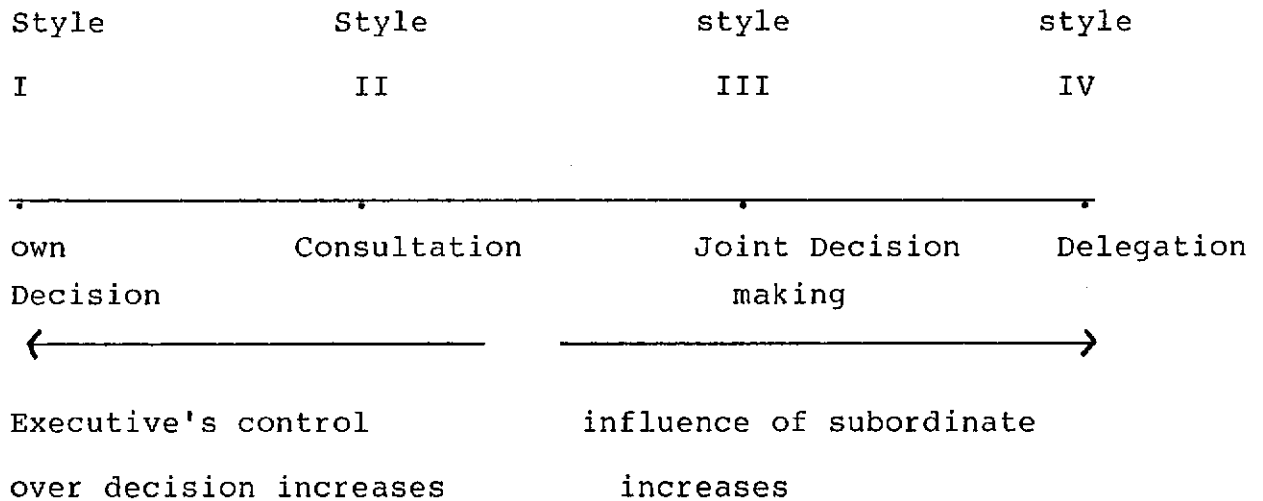 Style Style style style
I II III IV
own Consultation Joint Decision Delegation
Decision making
Executive's control influence of subordinate
over decision increases increases